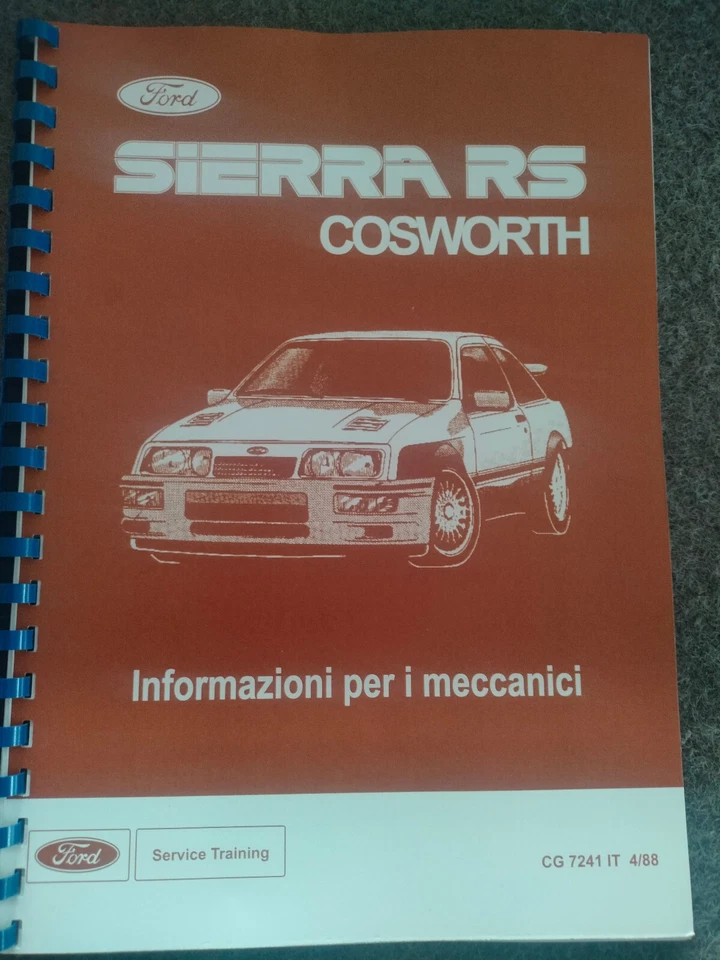 Ford
SIERRA RS
COSWORTH
Informazioni per i meccanici
Ford
Service Training
CG 7241 IT 4/88